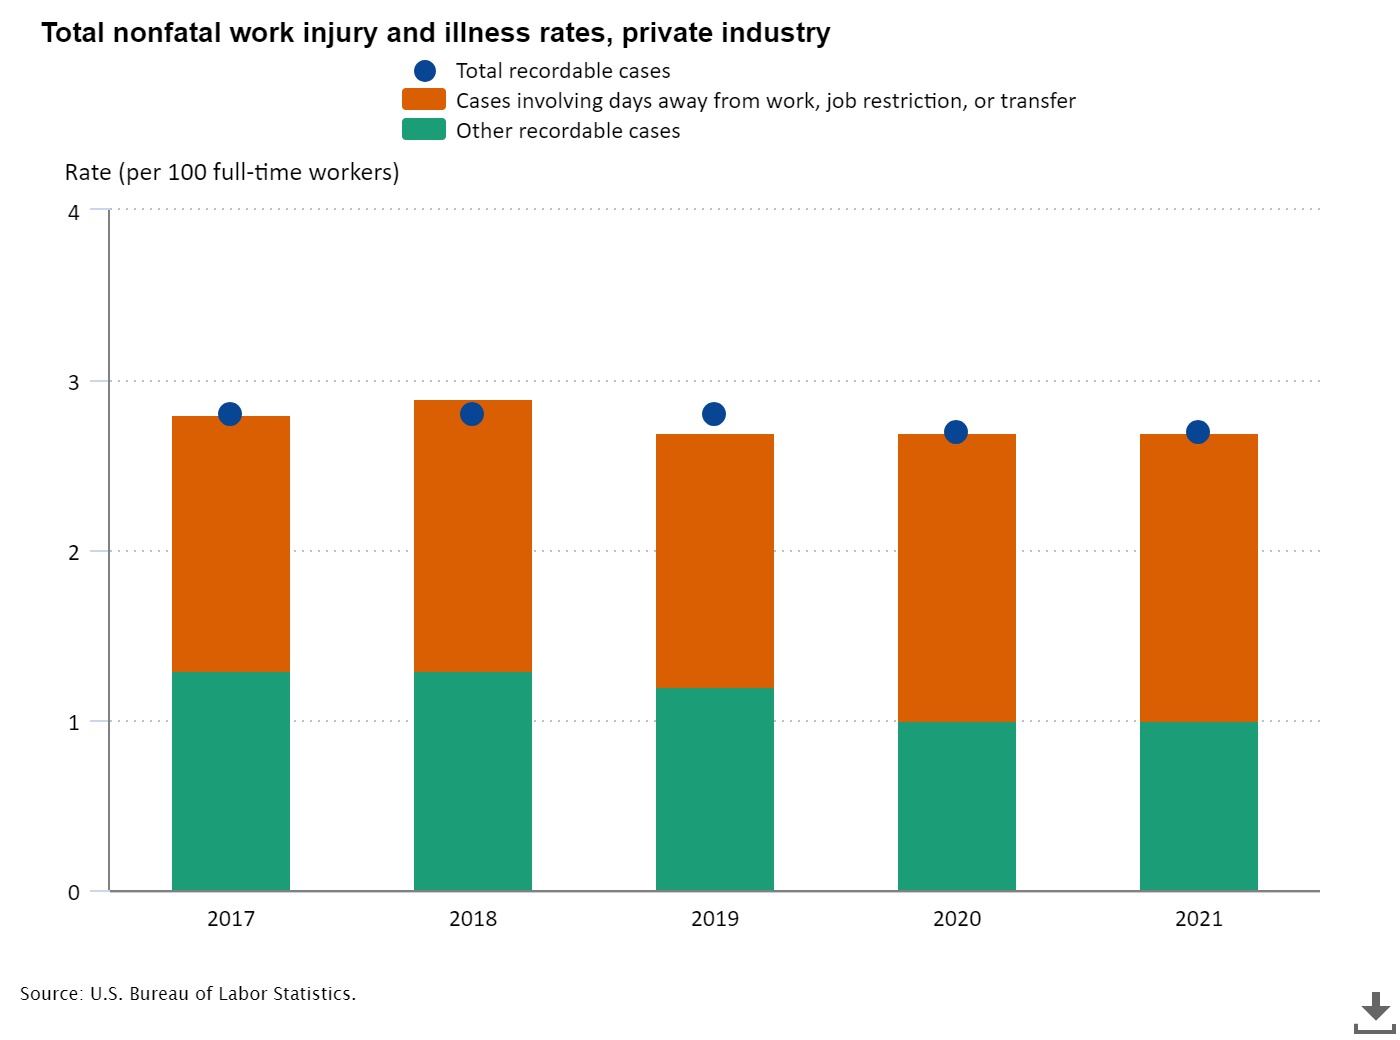 Total nonfatal work injury and illness rates, private industry
Total recordable cases
Cases involving days away from work, job restriction, or transfer
Other recordable cases
Rate (per 100 full-time workers)
4
3
2
1
0
2017 2018 2019 2020 2021
Source: U.S. Bureau of Labor Statistics.